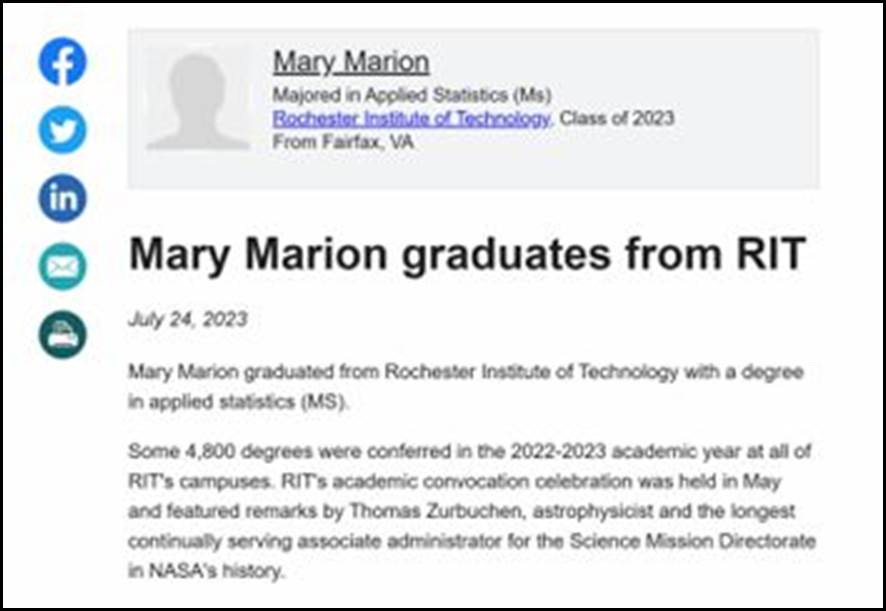 Mary Marion
Majored in Applied Statistics (Ms)
Rochester Institute of Technology, Class of 2023
From Fairfax, VA
Mary Marion graduates from RIT
July 24, 2023
Mary Marion graduated from Rochester Institute of Technology with a degree
in applied statistics (MS).
Some 4,800 degrees were conferred in the 2022-2023 academic year at all of
RIT's campuses. RIT's academic convocation celebration was held in May
and featured remarks by Thomas Zurbuchen, astrophysicist and the longest
continually serving associate administrator for the Science Mission Directorate
in NASA's history.